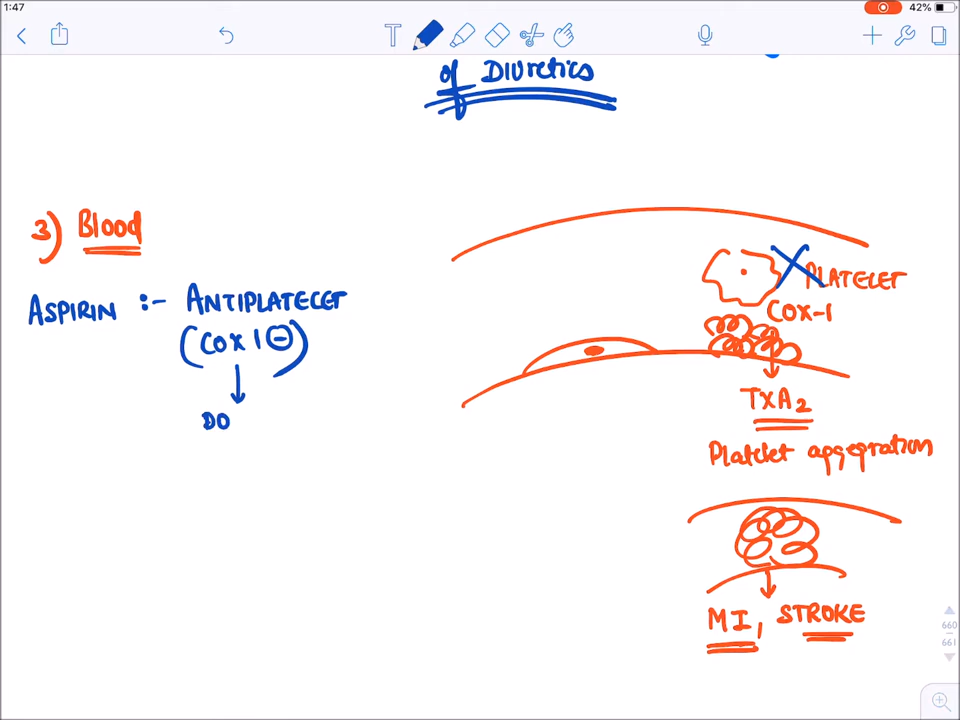 1:47
42%
T
of Diuretics
3) Blood
ASPIRIN :- ANTIPLATELET
(COX 1 ⊖)
↓
DO
PLATELET
COX-1
↓
TXA2
Platelet aggegration
↓
MI, STROKE
660
661